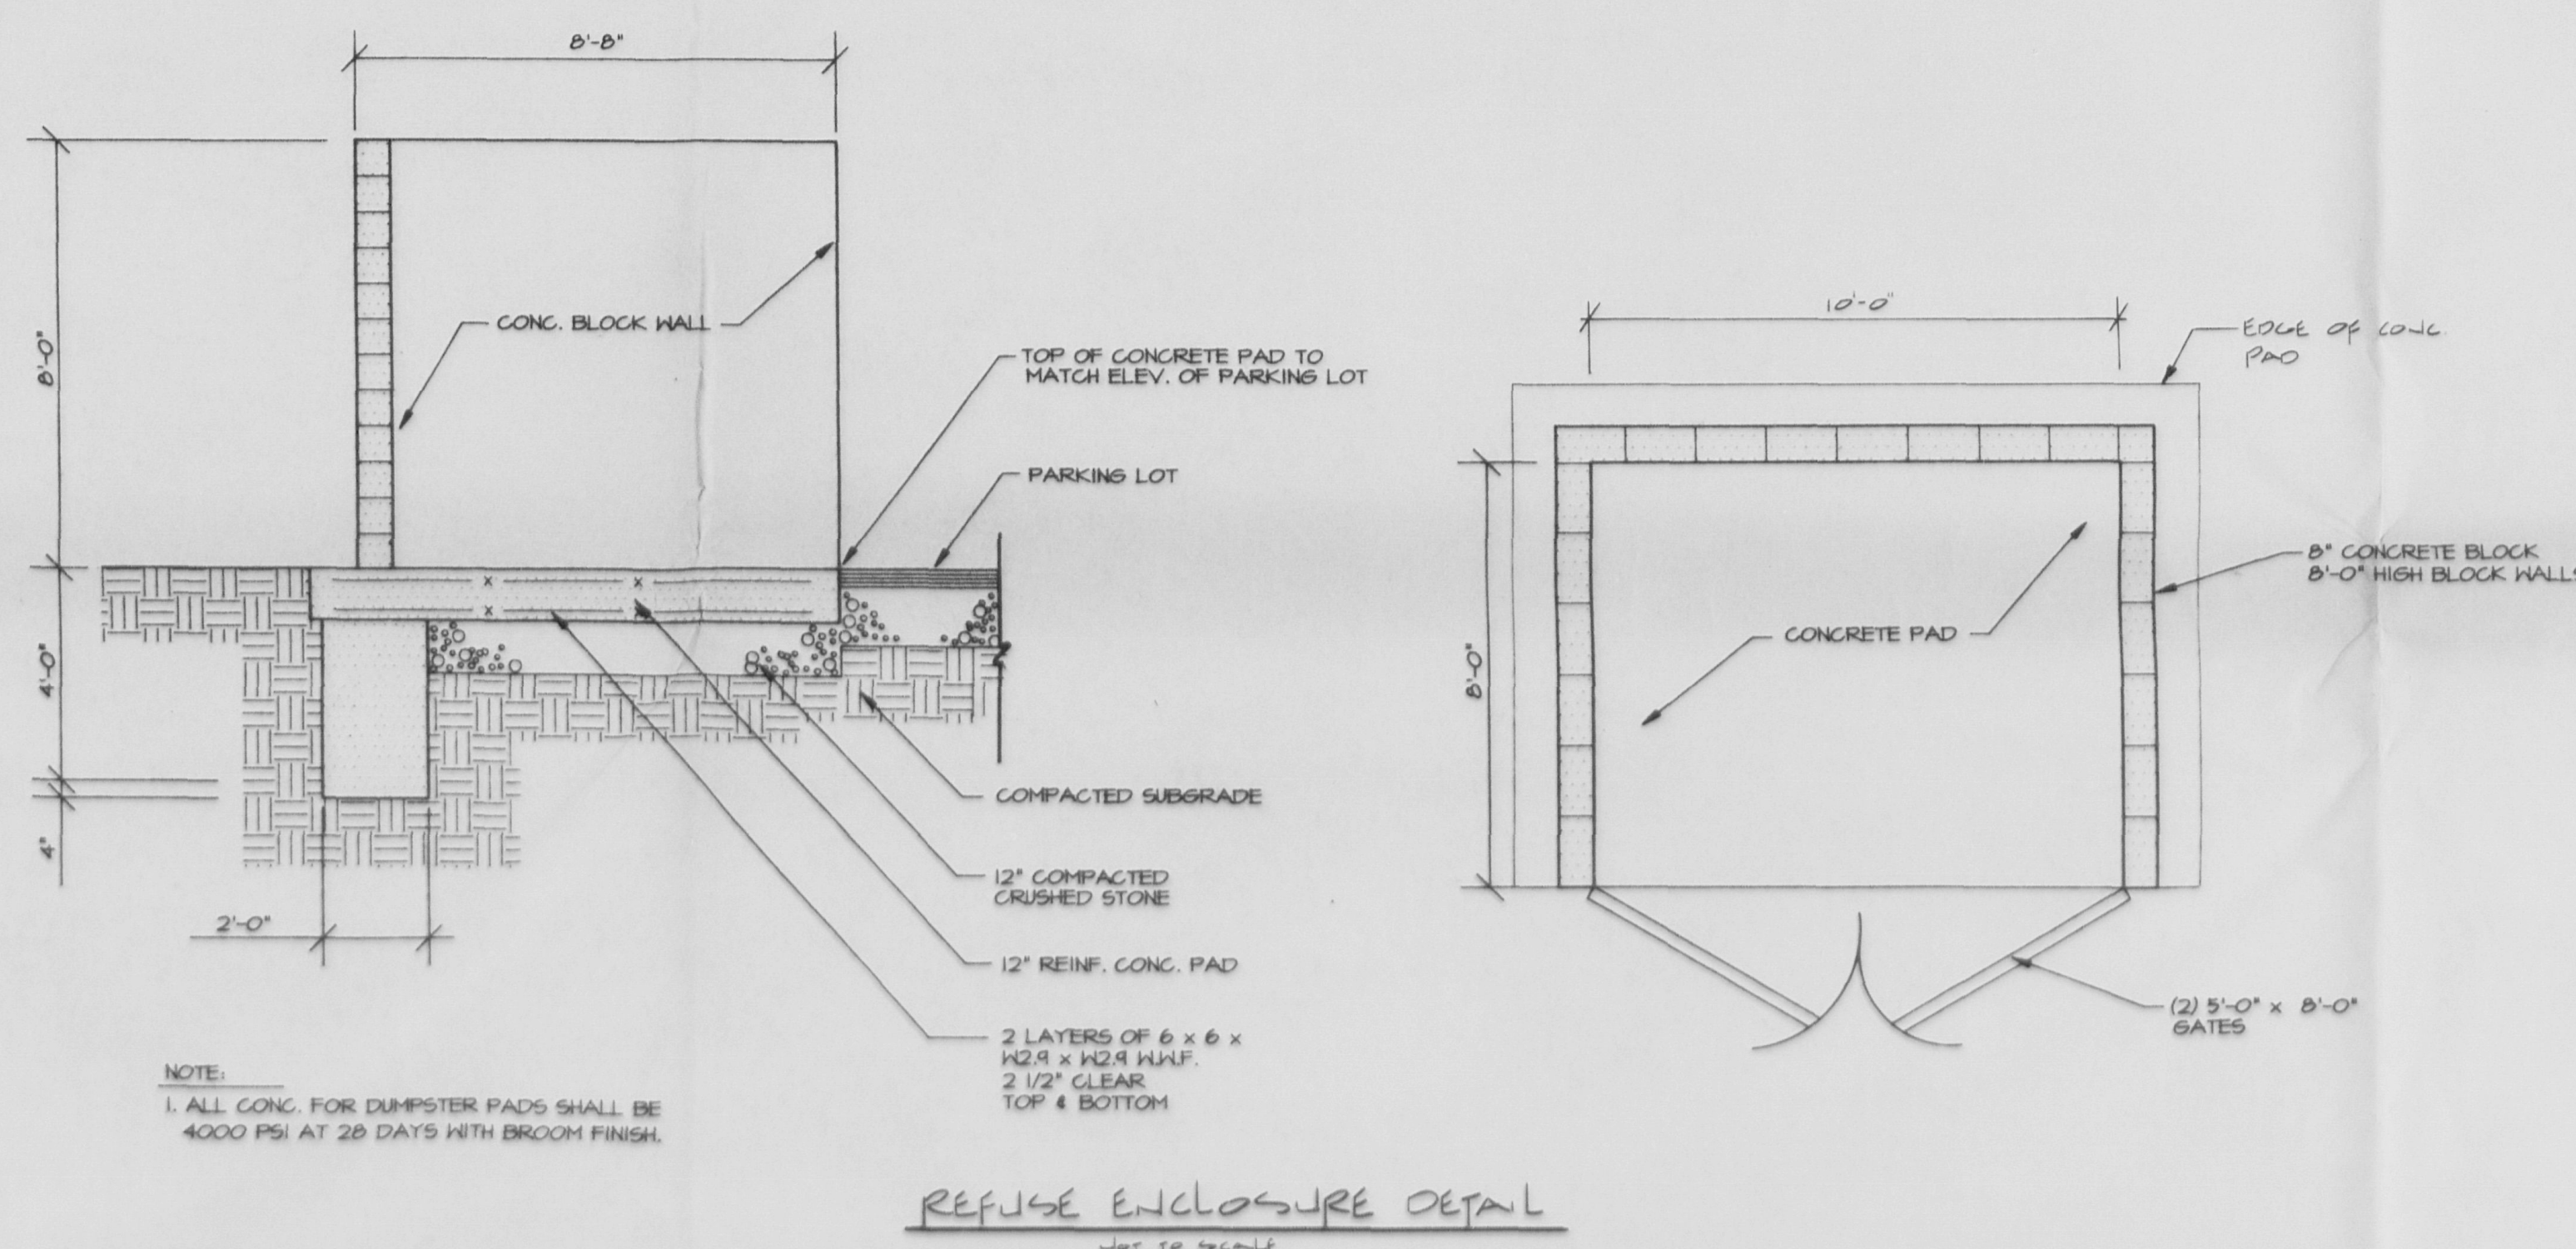 8'-8"
8'-0"
CONC. BLOCK WALL
TOP OF CONCRETE PAD TO
MATCH ELEV. OF PARKING LOT
PARKING LOT
4'-0"
4"
2'-0"
COMPACTED SUBGRADE
12" COMPACTED
CRUSHED STONE
12" REINF. CONC. PAD
2 LAYERS OF 6 x 6 x
W2.9 x W2.9 W.W.F.
2 1/2" CLEAR
TOP & BOTTOM
NOTE:
1. ALL CONC. FOR DUMPSTER PADS SHALL BE
4000 PSI AT 28 DAYS WITH BROOM FINISH.
10'-0"
EDGE OF CONC.
PAD
8" CONCRETE BLOCK
8'-0" HIGH BLOCK WALLS
CONCRETE PAD
8'-0"
(2) 5'-0" x 8'-0"
GATES
REFUSE ENCLOSURE DETAIL
NOT TO SCALE